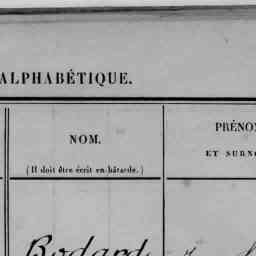 ALPHABÉTIQUE.
NOM.
(Il doit être écrit en bâtarde.)
PRÉNO
ET SURN
Bodard